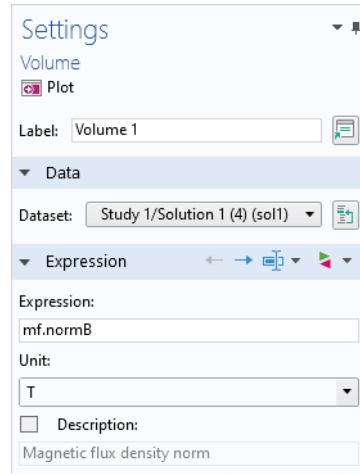 Settings
Volume
Plot
Label: Volume 1
Data
Dataset: Study 1/Solution 1 (4) (sol1)
Expression
Expression:
mf.normB
Unit:
T
Description:
Magnetic flux density norm